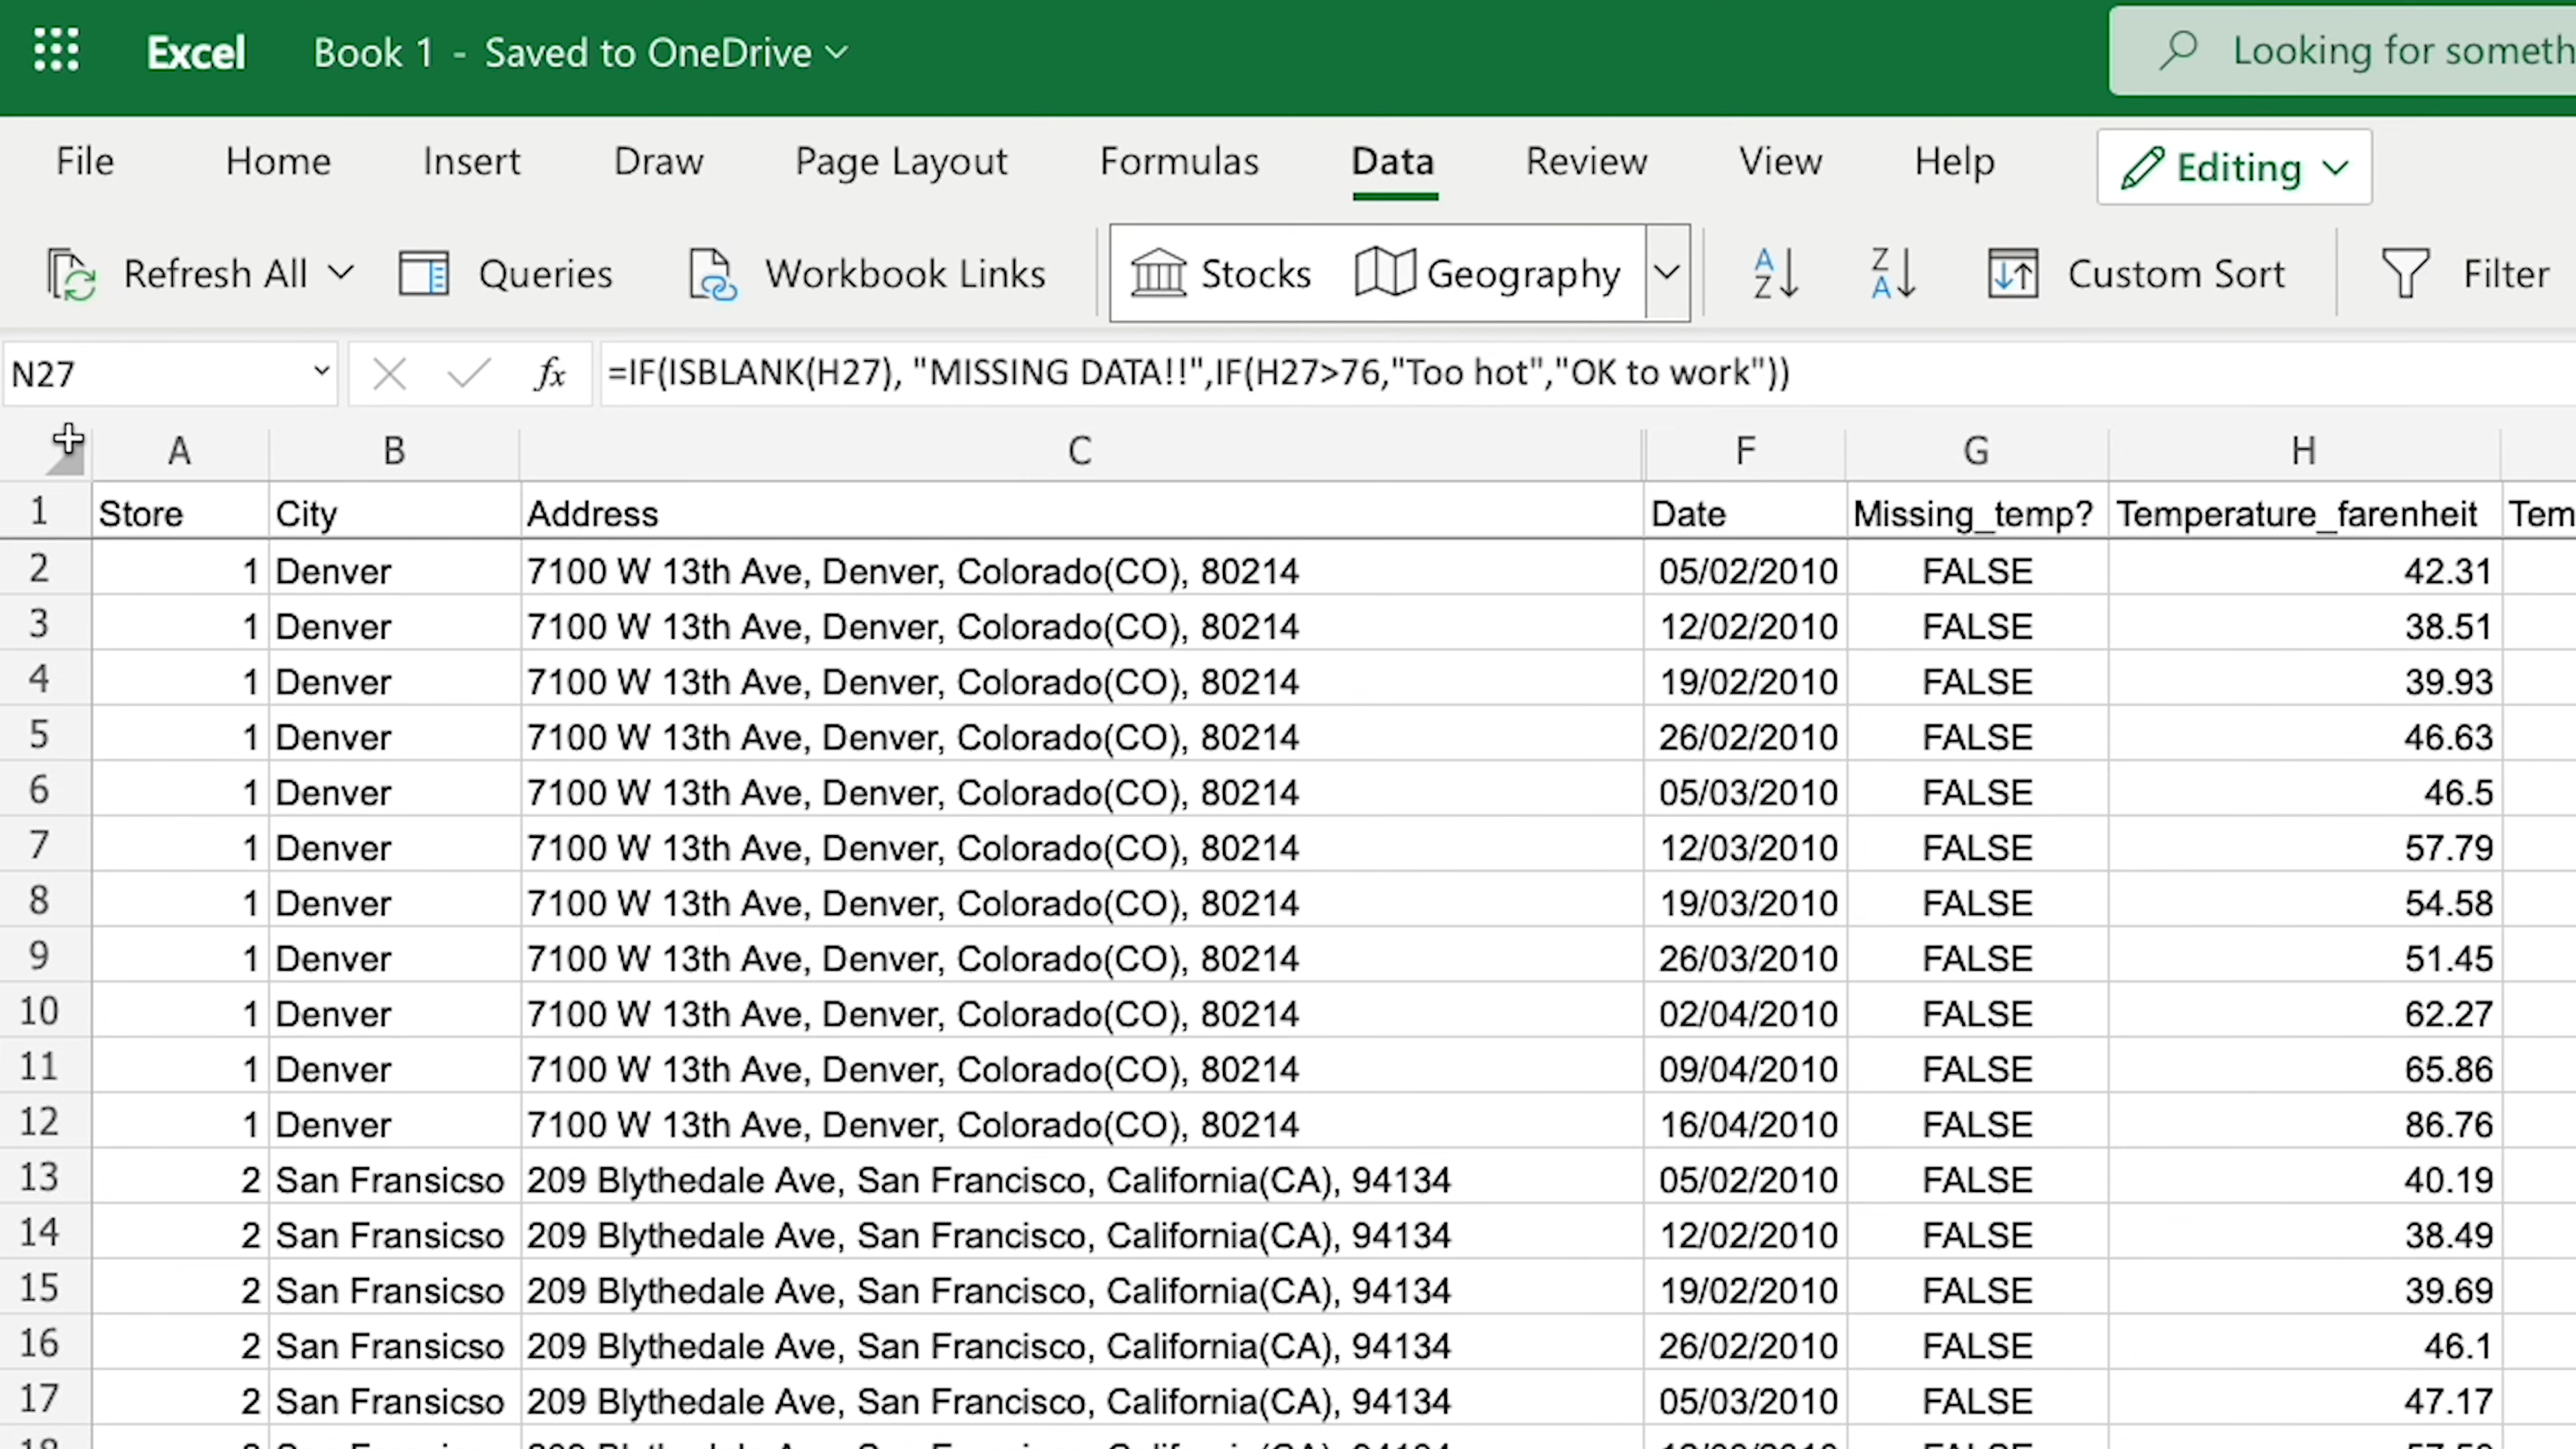 Excel Book 1 - Saved to OneDrive Looking for someth
File Home Insert Draw Page Layout Formulas Data Review View Help Editing
Refresh All Queries Workbook Links Stocks Geography A Z Z A Custom Sort Filter
N27 fx =IF(ISBLANK(H27), "MISSING DATA!!",IF(H27>76,"Too hot","OK to work"))
A B C F G H
1 Store City Address Date Missing_temp? Temperature_farenheit Tem
2 1 Denver 7100 W 13th Ave, Denver, Colorado(CO), 80214 05/02/2010 FALSE 42.31
3 1 Denver 7100 W 13th Ave, Denver, Colorado(CO), 80214 12/02/2010 FALSE 38.51
4 1 Denver 7100 W 13th Ave, Denver, Colorado(CO), 80214 19/02/2010 FALSE 39.93
5 1 Denver 7100 W 13th Ave, Denver, Colorado(CO), 80214 26/02/2010 FALSE 46.63
6 1 Denver 7100 W 13th Ave, Denver, Colorado(CO), 80214 05/03/2010 FALSE 46.5
7 1 Denver 7100 W 13th Ave, Denver, Colorado(CO), 80214 12/03/2010 FALSE 57.79
8 1 Denver 7100 W 13th Ave, Denver, Colorado(CO), 80214 19/03/2010 FALSE 54.58
9 1 Denver 7100 W 13th Ave, Denver, Colorado(CO), 80214 26/03/2010 FALSE 51.45
10 1 Denver 7100 W 13th Ave, Denver, Colorado(CO), 80214 02/04/2010 FALSE 62.27
11 1 Denver 7100 W 13th Ave, Denver, Colorado(CO), 80214 09/04/2010 FALSE 65.86
12 1 Denver 7100 W 13th Ave, Denver, Colorado(CO), 80214 16/04/2010 FALSE 86.76
13 2 San Fransicso 209 Blythedale Ave, San Francisco, California(CA), 94134 05/02/2010 FALSE 40.19
14 2 San Fransicso 209 Blythedale Ave, San Francisco, California(CA), 94134 12/02/2010 FALSE 38.49
15 2 San Fransicso 209 Blythedale Ave, San Francisco, California(CA), 94134 19/02/2010 FALSE 39.69
16 2 San Fransicso 209 Blythedale Ave, San Francisco, California(CA), 94134 26/02/2010 FALSE 46.1
17 2 San Fransicso 209 Blythedale Ave, San Francisco, California(CA), 94134 05/03/2010 FALSE 47.17